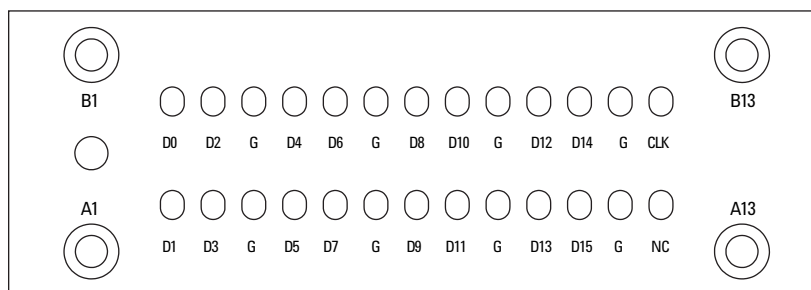 B1 B13
D0 D2 G D4 D6 G D8 D10 G D12 D14 G CLK
A1 A13
D1 D3 G D5 D7 G D9 D11 G D13 D15 G NC